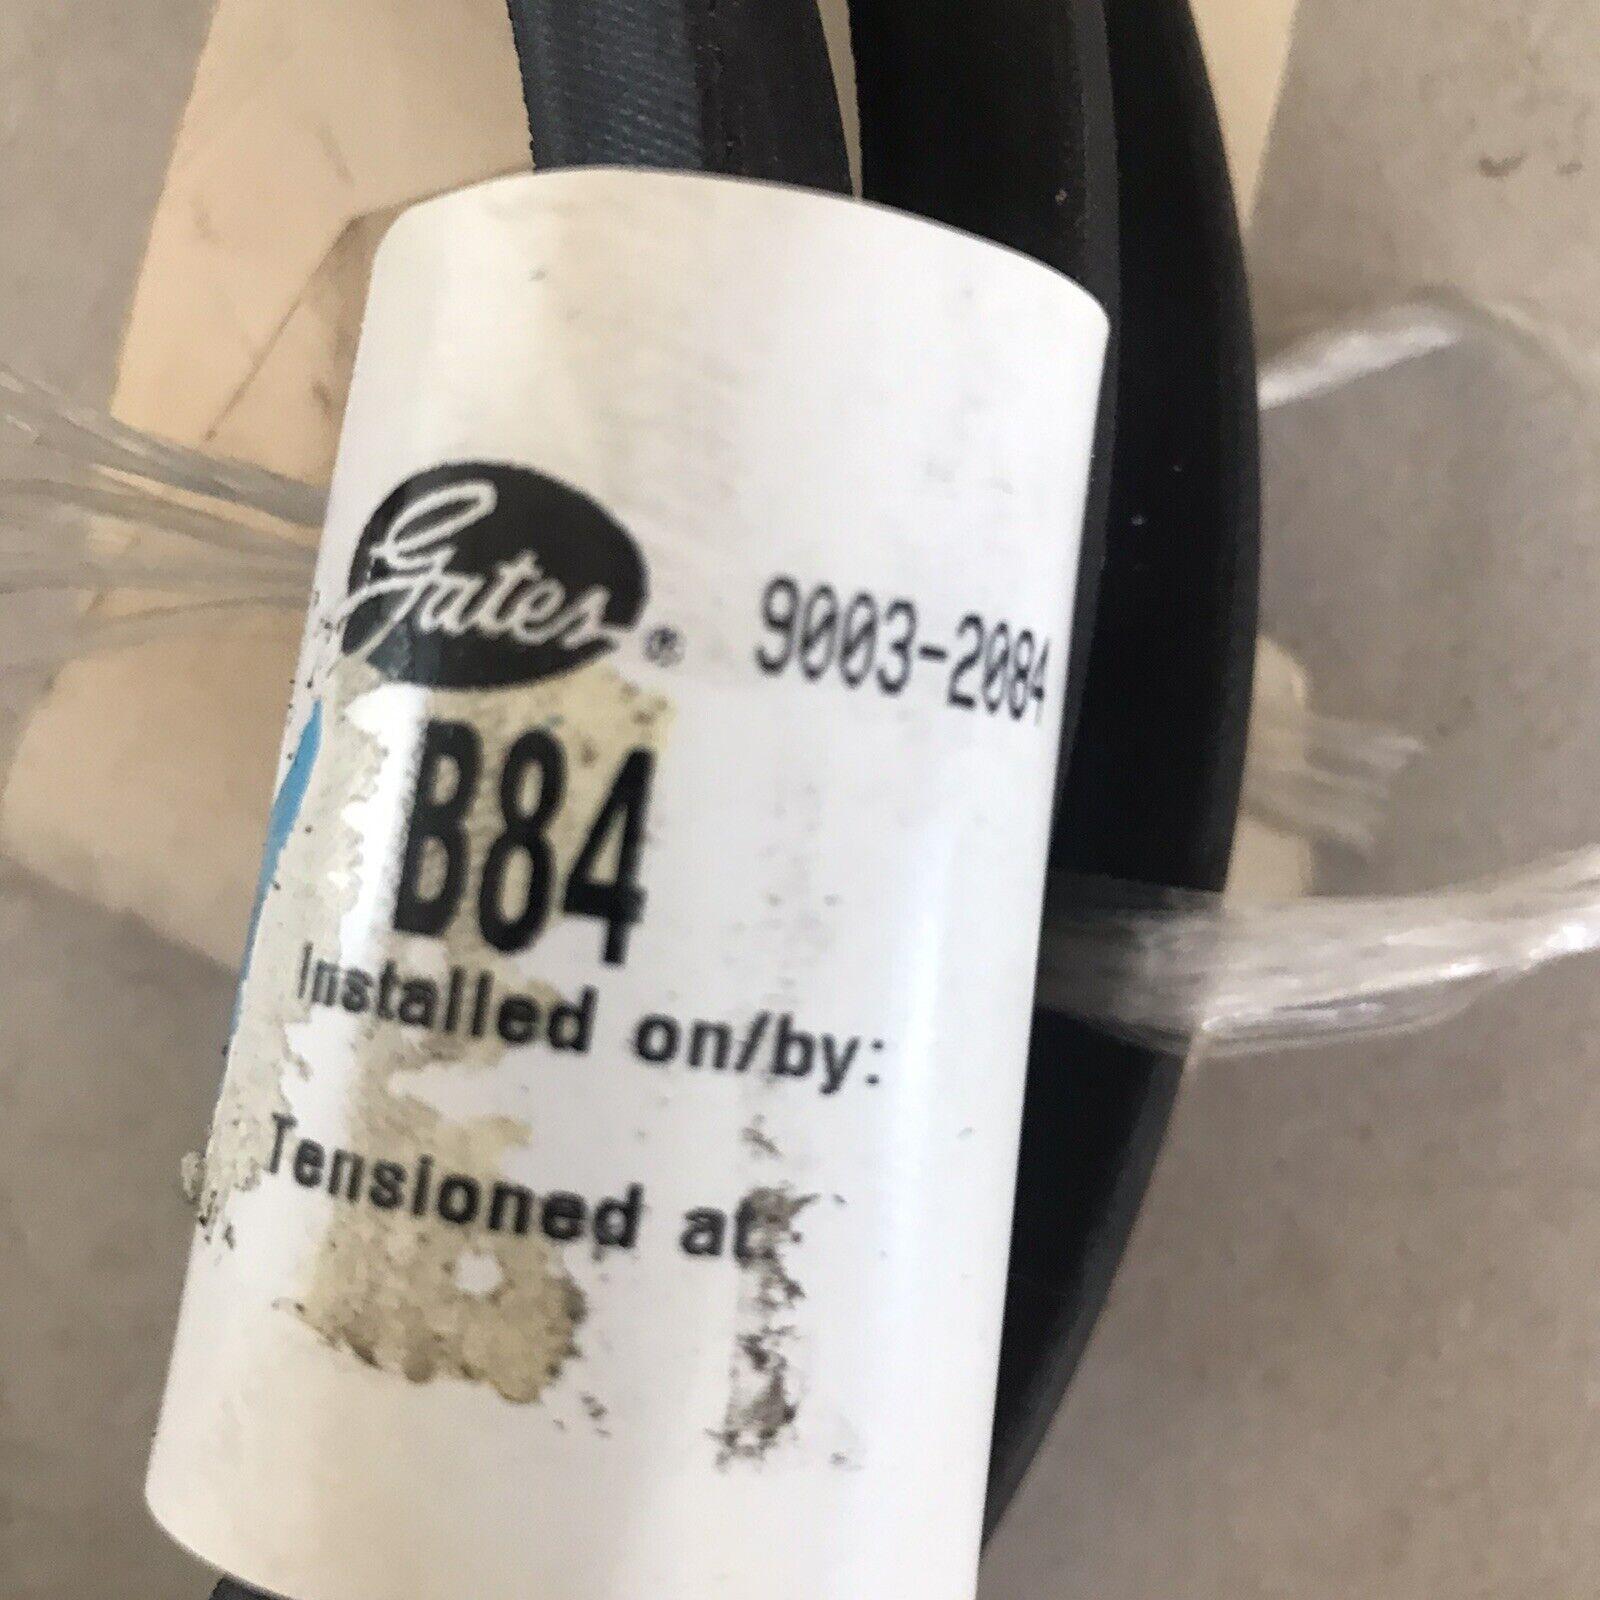 Gates® 9003-2084
B84
Installed on/by:
Tensioned at: